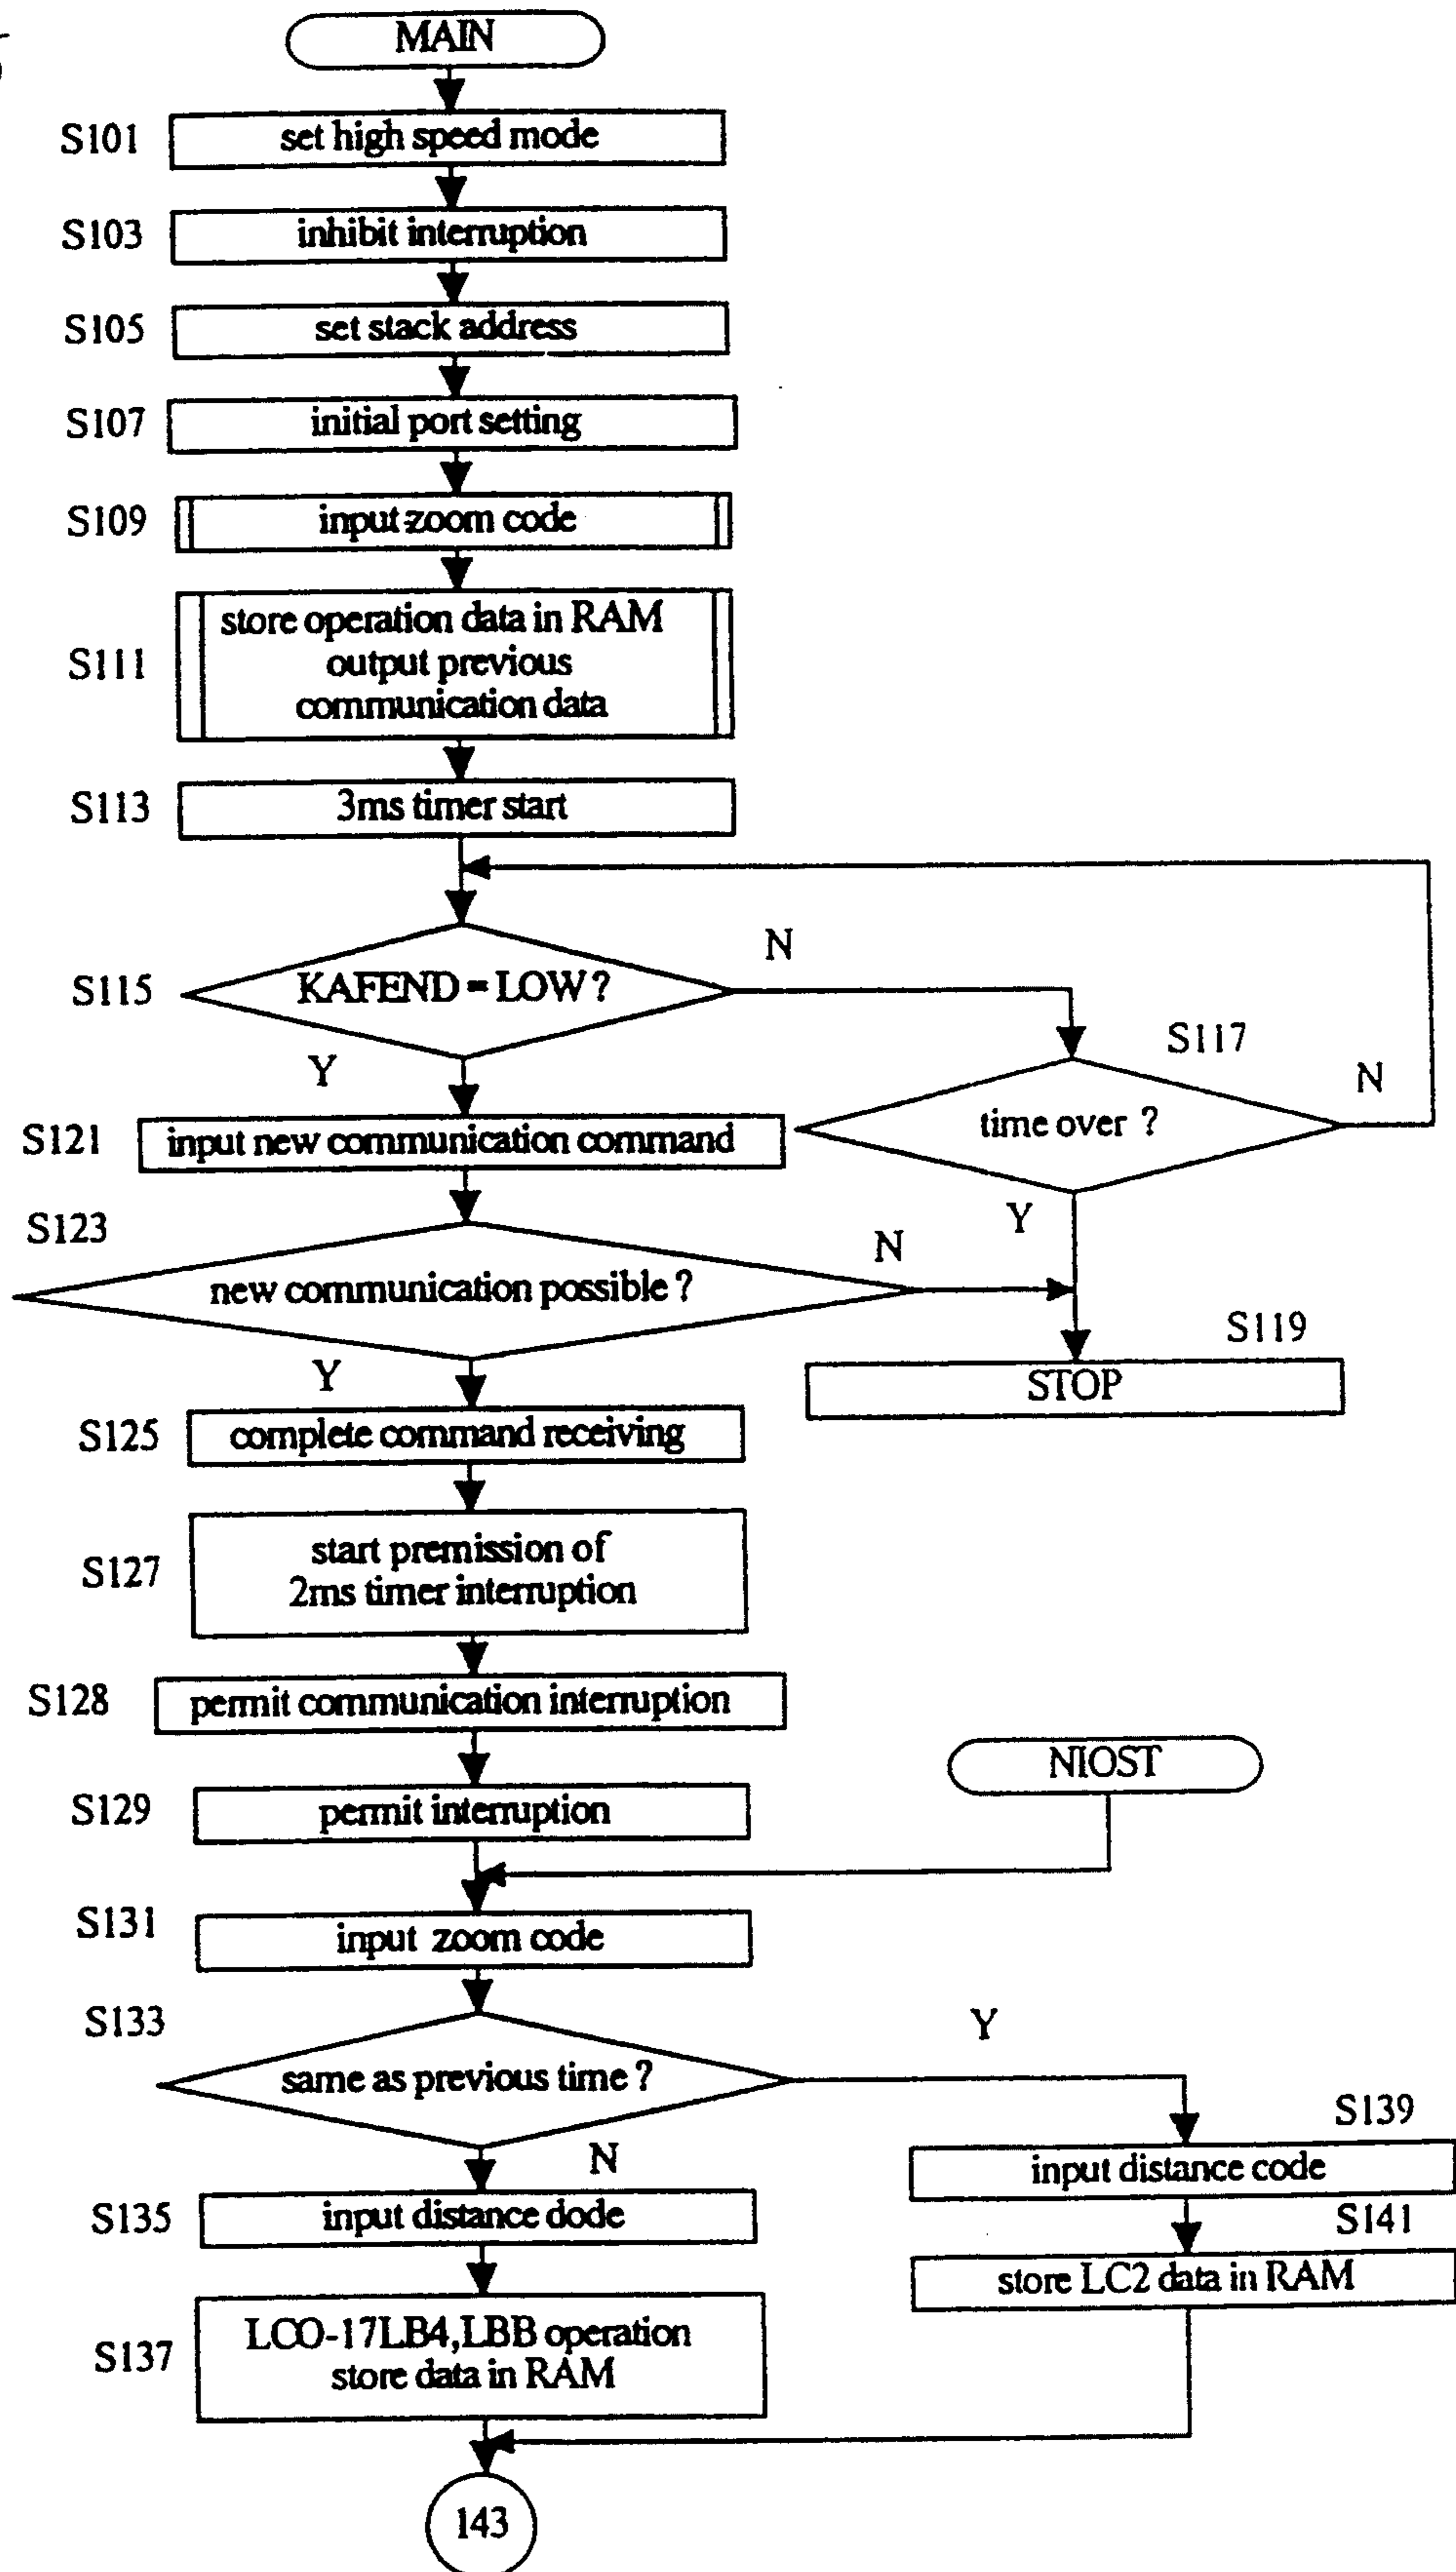 MAIN
S101
set high speed mode
S103
inhibit interruption
S105
set stack address
S107
initial port setting
S109
input zoom code
S111
store operation data in RAM
output previous
communication data
S113
3ms timer start
S115
KAFEND = LOW ?
N
Y
S117
time over ?
N
Y
S121
input new communication command
S123
new communication possible ?
N
Y
S119
STOP
S125
complete command receiving
S127
start premission of
2ms timer interruption
S128
permit communication interruption
S129
permit interruption
NIOST
S131
input zoom code
S133
same as previous time ?
Y
N
S139
input distance code
S135
input distance dode
S141
store LC2 data in RAM
S137
LCO-17LB4,LBB operation
store data in RAM
143